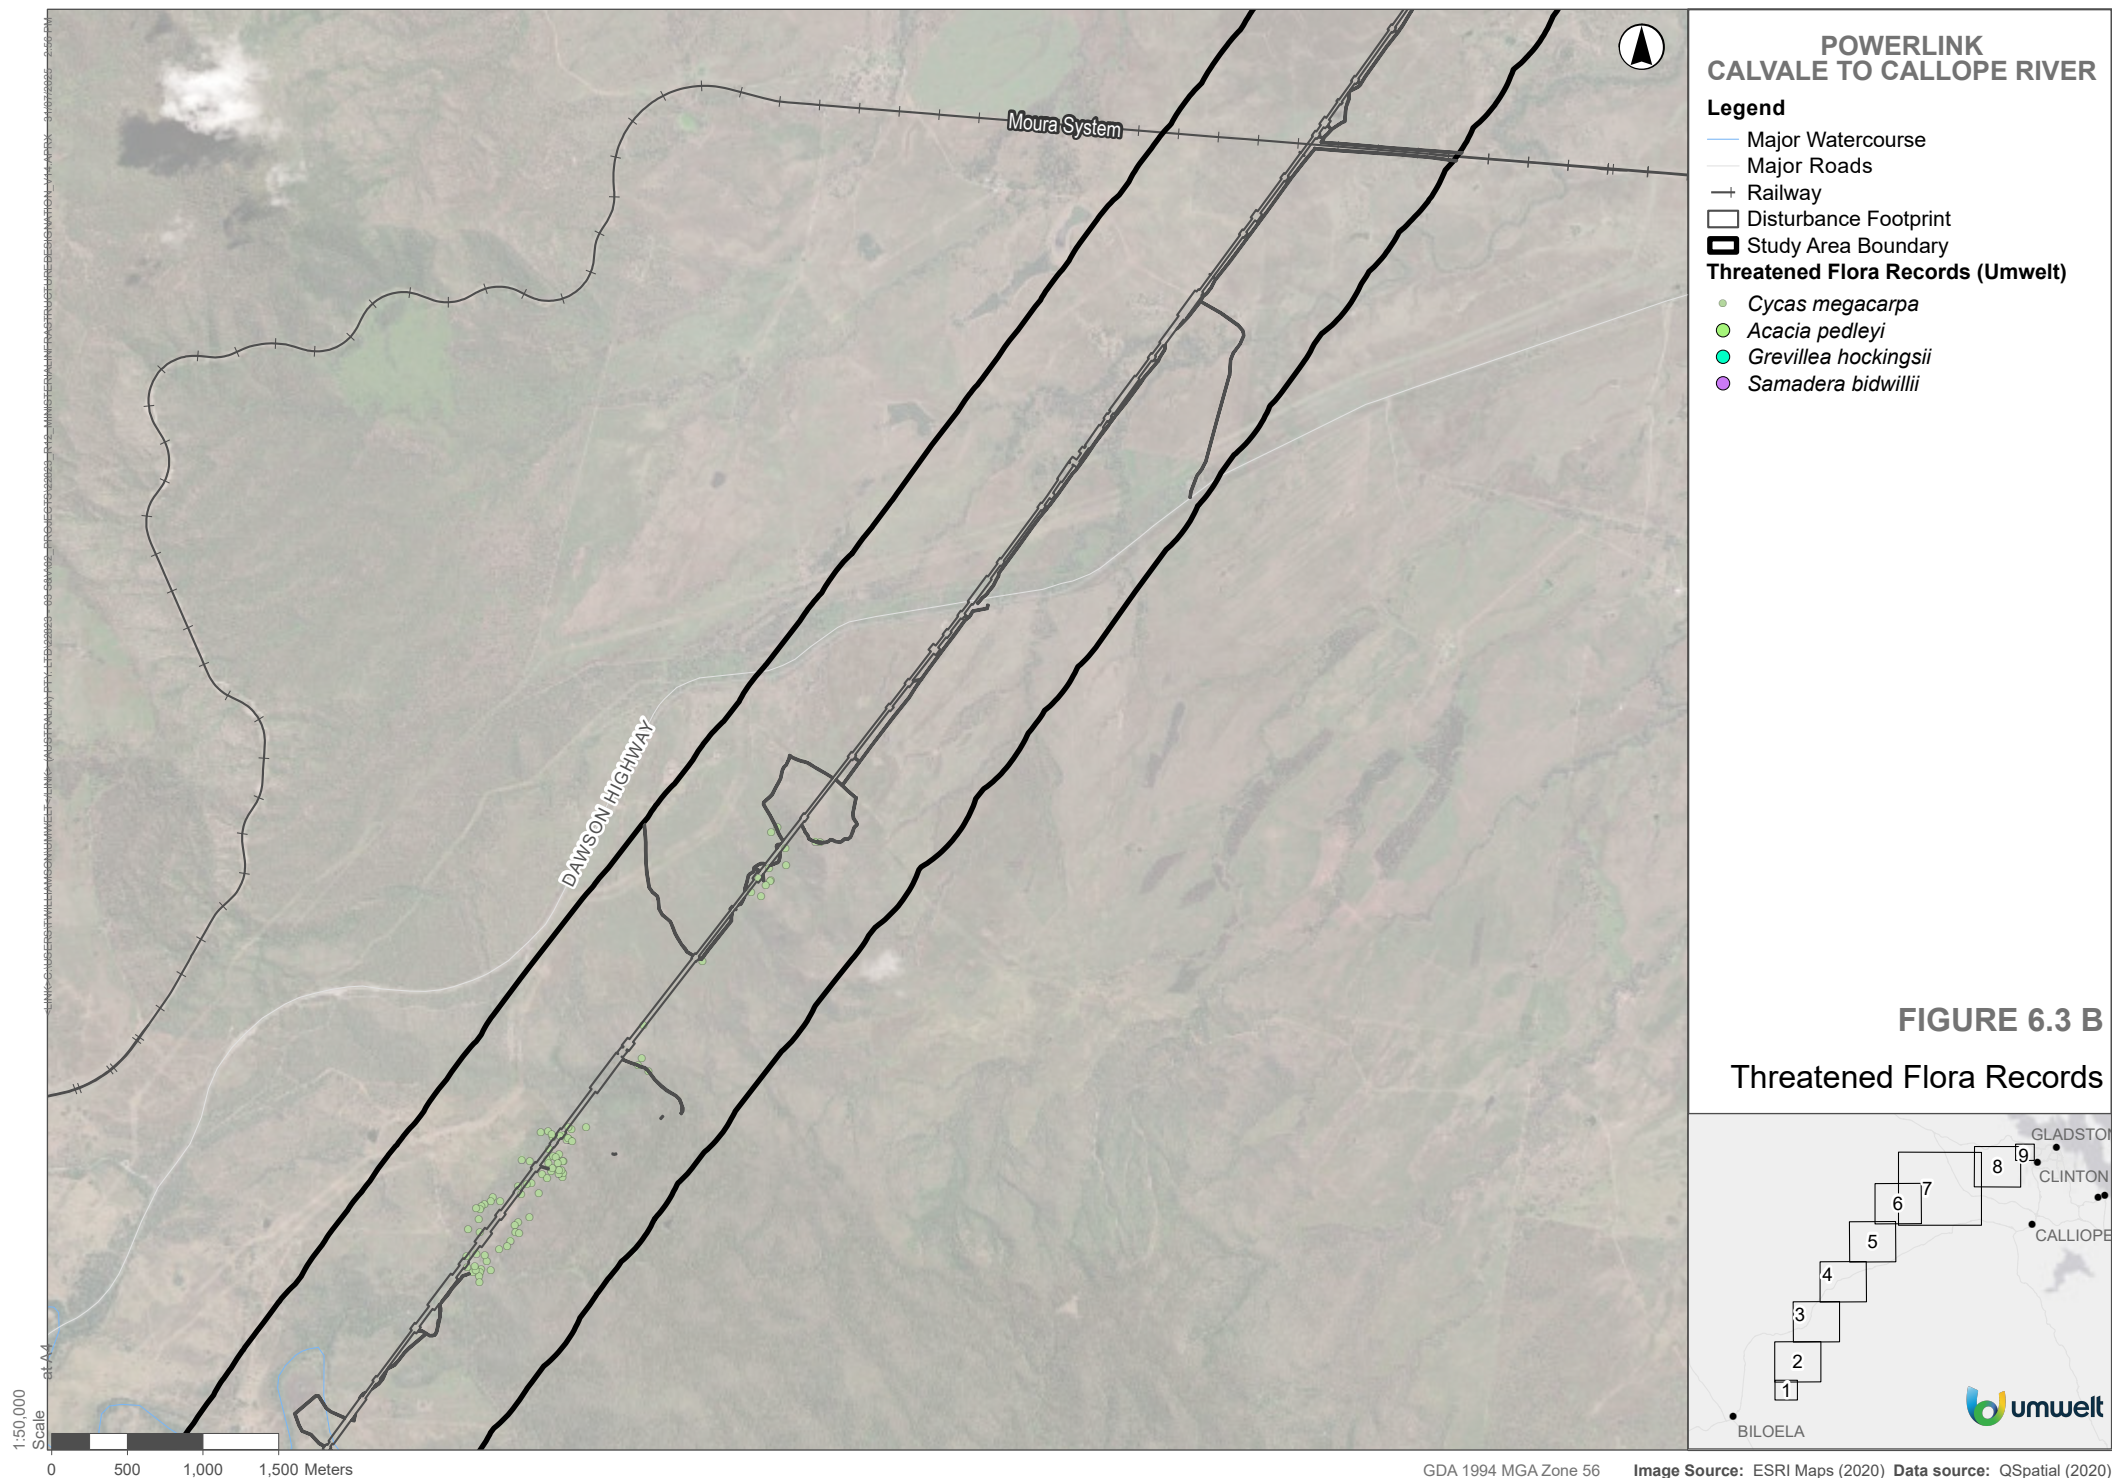 POWERLINK
CALVALE TO CALLOPE RIVER
Legend
Major Watercourse
Major Roads
Railway
Disturbance Footprint
Study Area Boundary
Threatened Flora Records (Umwelt)
Cycas megacarpa
Acacia pedleyi
Grevillea hockingsii
Samadera bidwillii
Moura System
DAWSON HIGHWAY
FIGURE 6.3 B
Threatened Flora Records
GLADSTON
CLINTON
CALLIOPE
BILOELA
9
8
7
6
5
4
3
2
1
umwelt
1:50,000
Scale
at A4
0 500 1,000 1,500 Meters
GDA 1994 MGA Zone 56 Image Source: ESRI Maps (2020) Data source: QSpatial (2020)